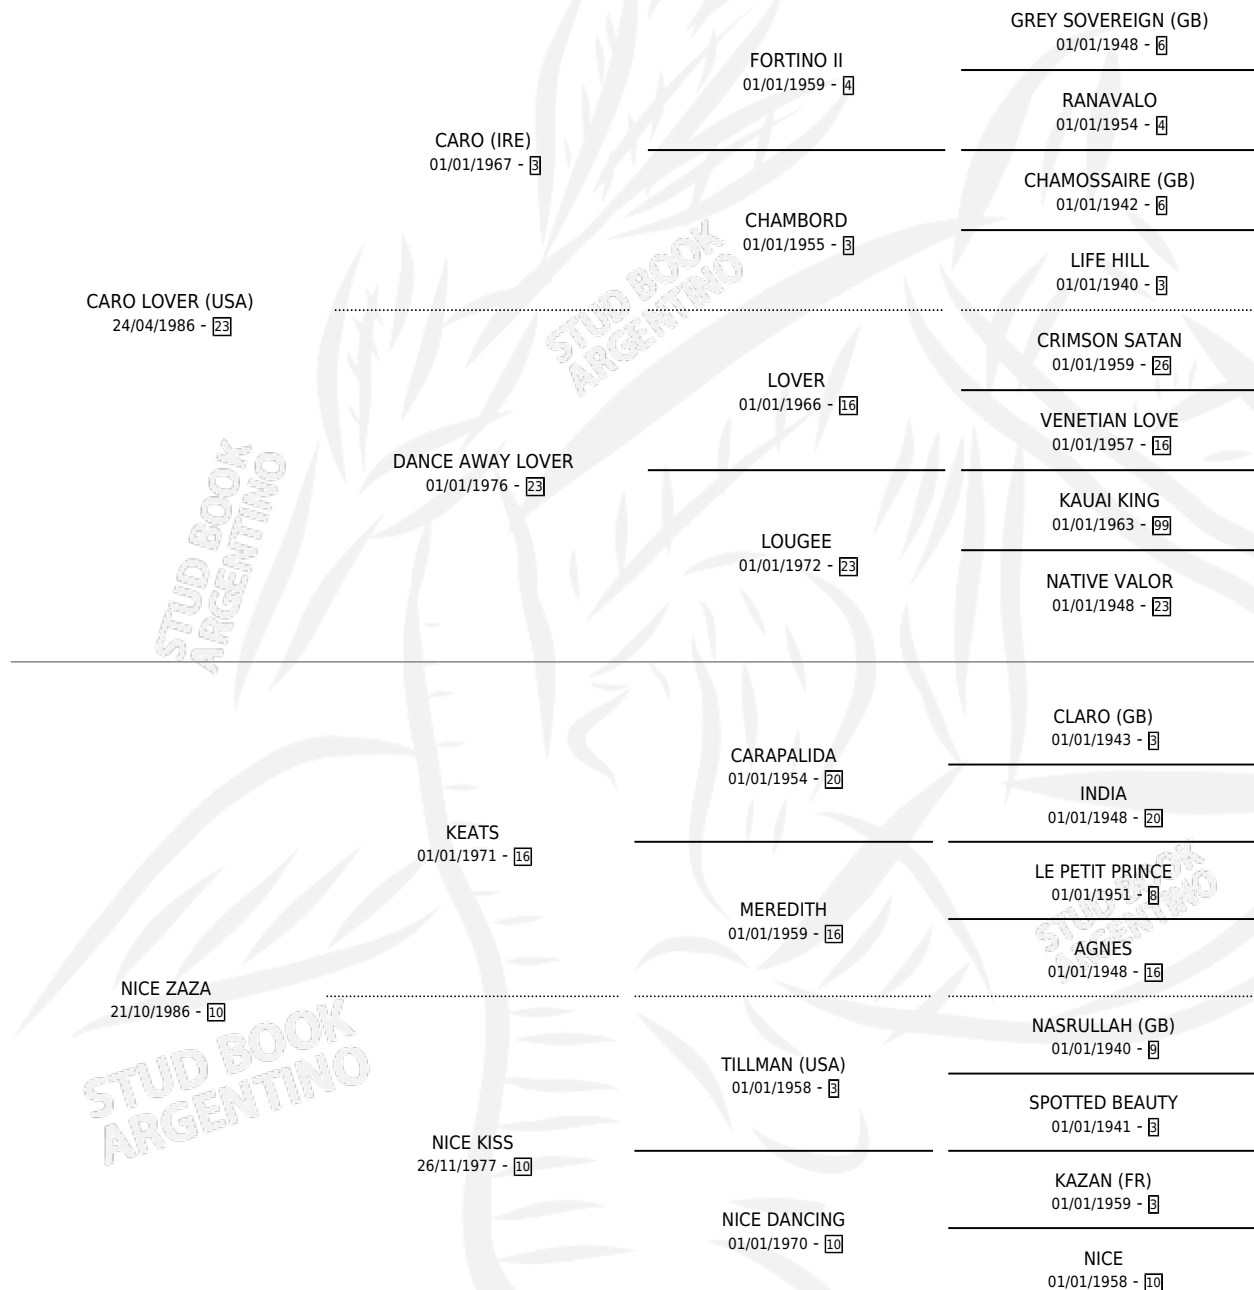 GREY SOVEREIGN (GB)
01/01/1948 - 6
FORTINO II
01/01/1959 - 4
RANAVALO
01/01/1954 - 4
CARO (IRE)
01/01/1967 - 3
CHAMOSSAIRE (GB)
01/01/1942 - 6
CHAMBORD
01/01/1955 - 3
LIFE HILL
01/01/1940 - 3
CARO LOVER (USA)
24/04/1986 - 23
CRIMSON SATAN
01/01/1959 - 26
LOVER
01/01/1966 - 16
VENETIAN LOVE
01/01/1957 - 16
DANCE AWAY LOVER
01/01/1976 - 23
KAUAI KING
01/01/1963 - 99
LOUGEE
01/01/1972 - 23
NATIVE VALOR
01/01/1948 - 23
CLARO (GB)
01/01/1943 - 3
CARAPALIDA
01/01/1954 - 20
INDIA
01/01/1948 - 20
KEATS
01/01/1971 - 16
LE PETIT PRINCE
01/01/1951 - 8
MEREDITH
01/01/1959 - 16
AGNES
01/01/1948 - 16
NICE ZAZA
21/10/1986 - 10
NASRULLAH (GB)
01/01/1940 - 9
TILLMAN (USA)
01/01/1958 - 3
SPOTTED BEAUTY
01/01/1941 - 3
NICE KISS
26/11/1977 - 10
KAZAN (FR)
01/01/1959 - 3
NICE DANCING
01/01/1970 - 10
NICE
01/01/1958 - 10
STUD BOOK
ARGENTINO
STUD BOOK
ARGENTINO
STUD BOOK
ARGENTINO
STUD BOOK
ARGENTINO